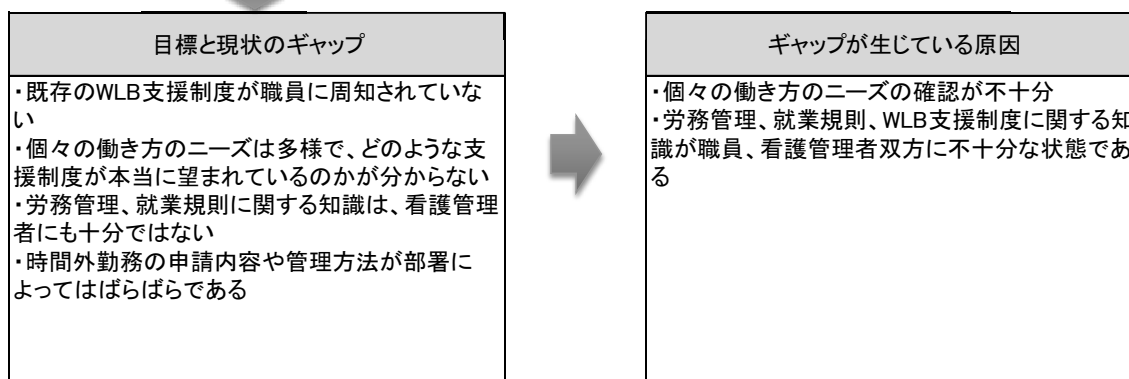 目標と現状のギャップ
・既存のWLB支援制度が職員に周知されていな
い
・個々の働き方のニーズは多様で、どのような支
援制度が本当に望まれているのかが分からない
・労務管理、就業規則に関する知識は、看護管理
者にも十分ではない
・時間外勤務の申請内容や管理方法が部署に
よってはばらばらである
ギャップが生じている原因
・個々の働き方のニーズの確認が不十分
・労務管理、就業規則、WLB支援制度に関する知
識が職員、看護管理者双方に不十分な状態であ
る